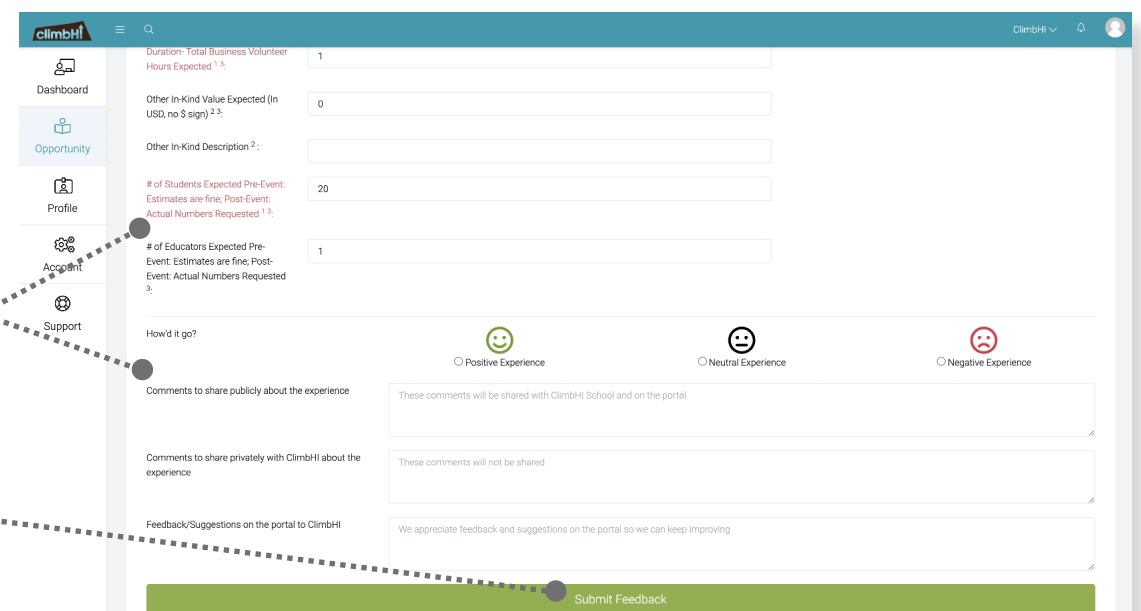 climbHI
ClimbHI
Dashboard
Opportunity
Profile
Account
Support
Duration- Total Business Volunteer
Hours Expected 1 3:
1
Other In-Kind Value Expected (In
USD, no $ sign) 2 3:
0
Other In-Kind Description 2 :
# of Students Expected Pre-Event:
Estimates are fine; Post-Event:
Actual Nurnbers Requested 1 3:
20
# of Educators Expected Pre-
Event: Estimates are fine; Post-
Event: Actual Numbers Requested
3:
1
How'd it go?
Positive Experience
Neutral Experience
Negative Experience
Comments to share publicly about the experience
These comments will be shared with ClimbHI School and on the portal
Comments to share privately with ClimbHI about the
experience
These comments will not be shared
Feedback/Suggestions on the portal to ClimbHI
We appreciate feedback and suggestions on the portal so we can keep improving
Submit Feedback